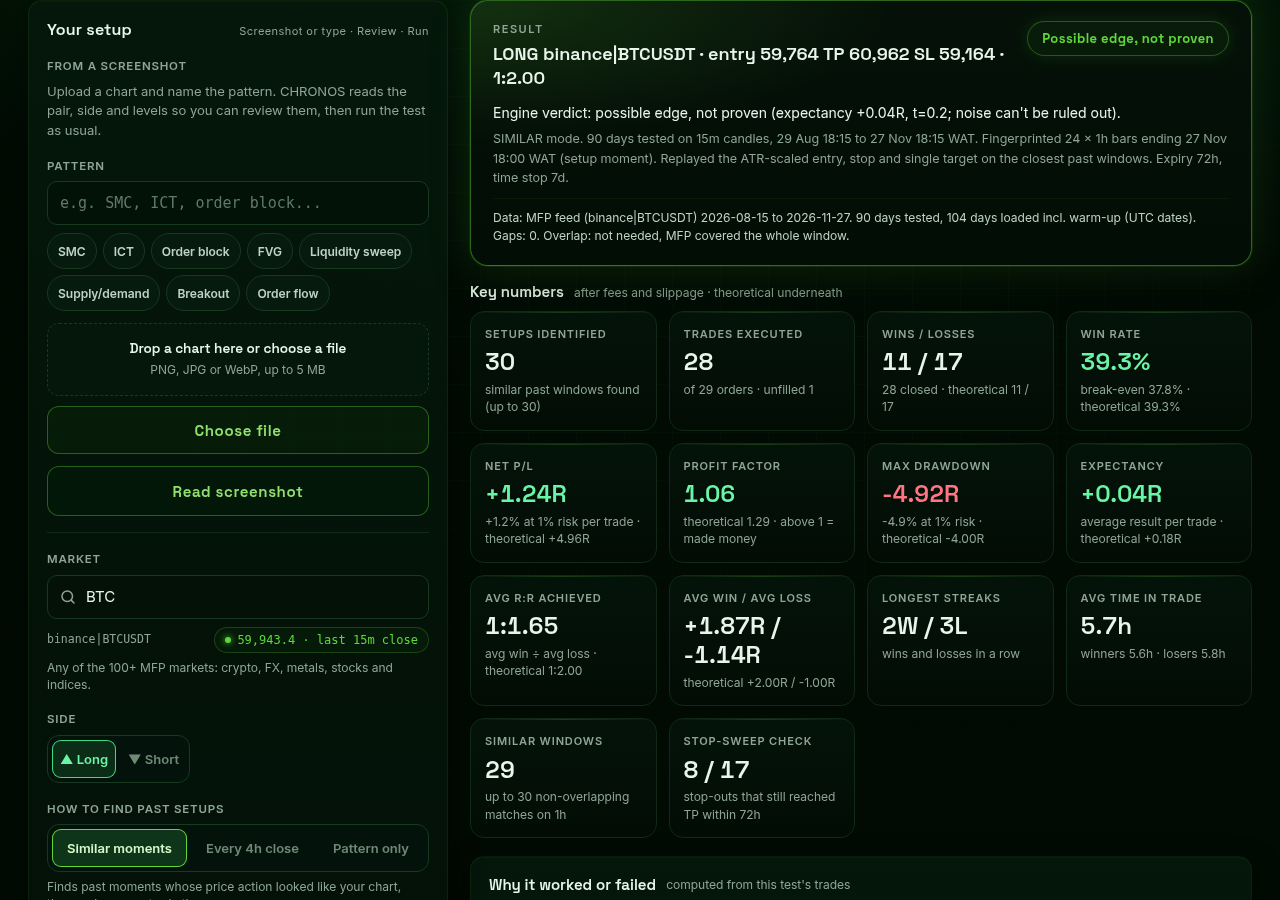 Your setup
Screenshot or type · Review · Run
FROM A SCREENSHOT
Upload a chart and name the pattern. CHRONOS reads the
pair, side and levels so you can review them, then run the test
as usual.
PATTERN
e.g. SMC, ICT, order block...
SMC
ICT
Order block
FVG
Liquidity sweep
Supply/demand
Breakout
Order flow
Drop a chart here or choose a file
PNG, JPG or WebP, up to 5 MB
Choose file
Read screenshot
MARKET
BTC
binance|BTCUSDT
59,943.4 · last 15m close
Any of the 100+ MFP markets: crypto, FX, metals, stocks and
indices.
SIDE
▲ Long
▼ Short
HOW TO FIND PAST SETUPS
Similar moments
Every 4h close
Pattern only
Finds past moments whose price action looked like your chart,
RESULT
LONG binance|BTCUSDT · entry 59,764 TP 60,962 SL 59,164 ·
1:2.00
Possible edge, not proven
Engine verdict: possible edge, not proven (expectancy +0.04R, t=0.2; noise can't be ruled out).
SIMILAR mode. 90 days tested on 15m candles, 29 Aug 18:15 to 27 Nov 18:15 WAT. Fingerprinted 24 × 1h bars ending 27 Nov
18:00 WAT (setup moment). Replayed the ATR-scaled entry, stop and single target on the closest past windows. Expiry 72h,
time stop 7d.
Data: MFP feed (binance|BTCUSDT) 2026-08-15 to 2026-11-27. 90 days tested, 104 days loaded incl. warm-up (UTC dates).
Gaps: 0. Overlap: not needed, MFP covered the whole window.
Key numbers
after fees and slippage · theoretical underneath
SETUPS IDENTIFIED
30
similar past windows found
(up to 30)
TRADES EXECUTED
28
of 29 orders · unfilled 1
WINS / LOSSES
11 / 17
28 closed · theoretical 11 /
17
WIN RATE
39.3%
break-even 37.8% ·
theoretical 39.3%
NET P/L
+1.24R
+1.2% at 1% risk per trade ·
theoretical +4.96R
PROFIT FACTOR
1.06
theoretical 1.29 · above 1 =
made money
MAX DRAWDOWN
-4.92R
-4.9% at 1% risk ·
theoretical -4.00R
EXPECTANCY
+0.04R
average result per trade ·
theoretical +0.18R
AVG R:R ACHIEVED
1:1.65
avg win ÷ avg loss ·
theoretical 1:2.00
AVG WIN / AVG LOSS
+1.87R /
-1.14R
theoretical +2.00R / -1.00R
LONGEST STREAKS
2W / 3L
wins and losses in a row
AVG TIME IN TRADE
5.7h
winners 5.6h · losers 5.8h
SIMILAR WINDOWS
29
up to 30 non-overlapping
matches on 1h
STOP-SWEEP CHECK
8 / 17
stop-outs that still reached
TP within 72h
Why it worked or failed
computed from this test's trades